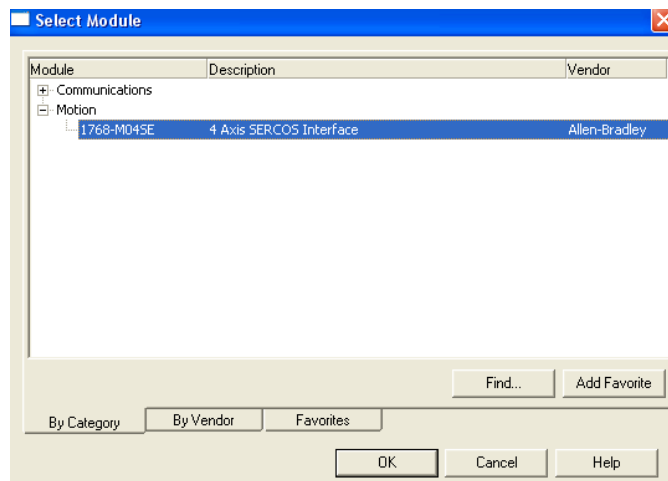 Select Module
Module Description Vendor
Communications
Motion
1768-M04SE 4 Axis SERCOS Interface Allen-Bradley
Find... Add Favorite
By Category By Vendor Favorites
OK Cancel Help